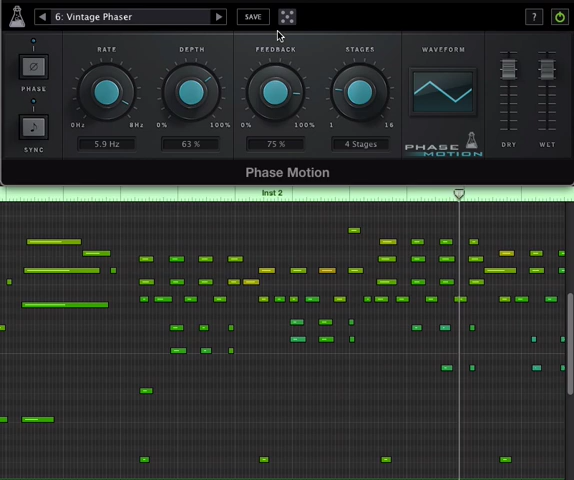 6: Vintage Phaser
SAVE
?
RATE
DEPTH
FEEDBACK
STAGES
WAVEFORM
PHASE
SYNC
0Hz 8Hz
0% 100%
0% 100%
1 16
5.9 Hz
63 %
75 %
4 Stages
PHASE
MOTION
DRY
WET
Phase Motion
Inst 2